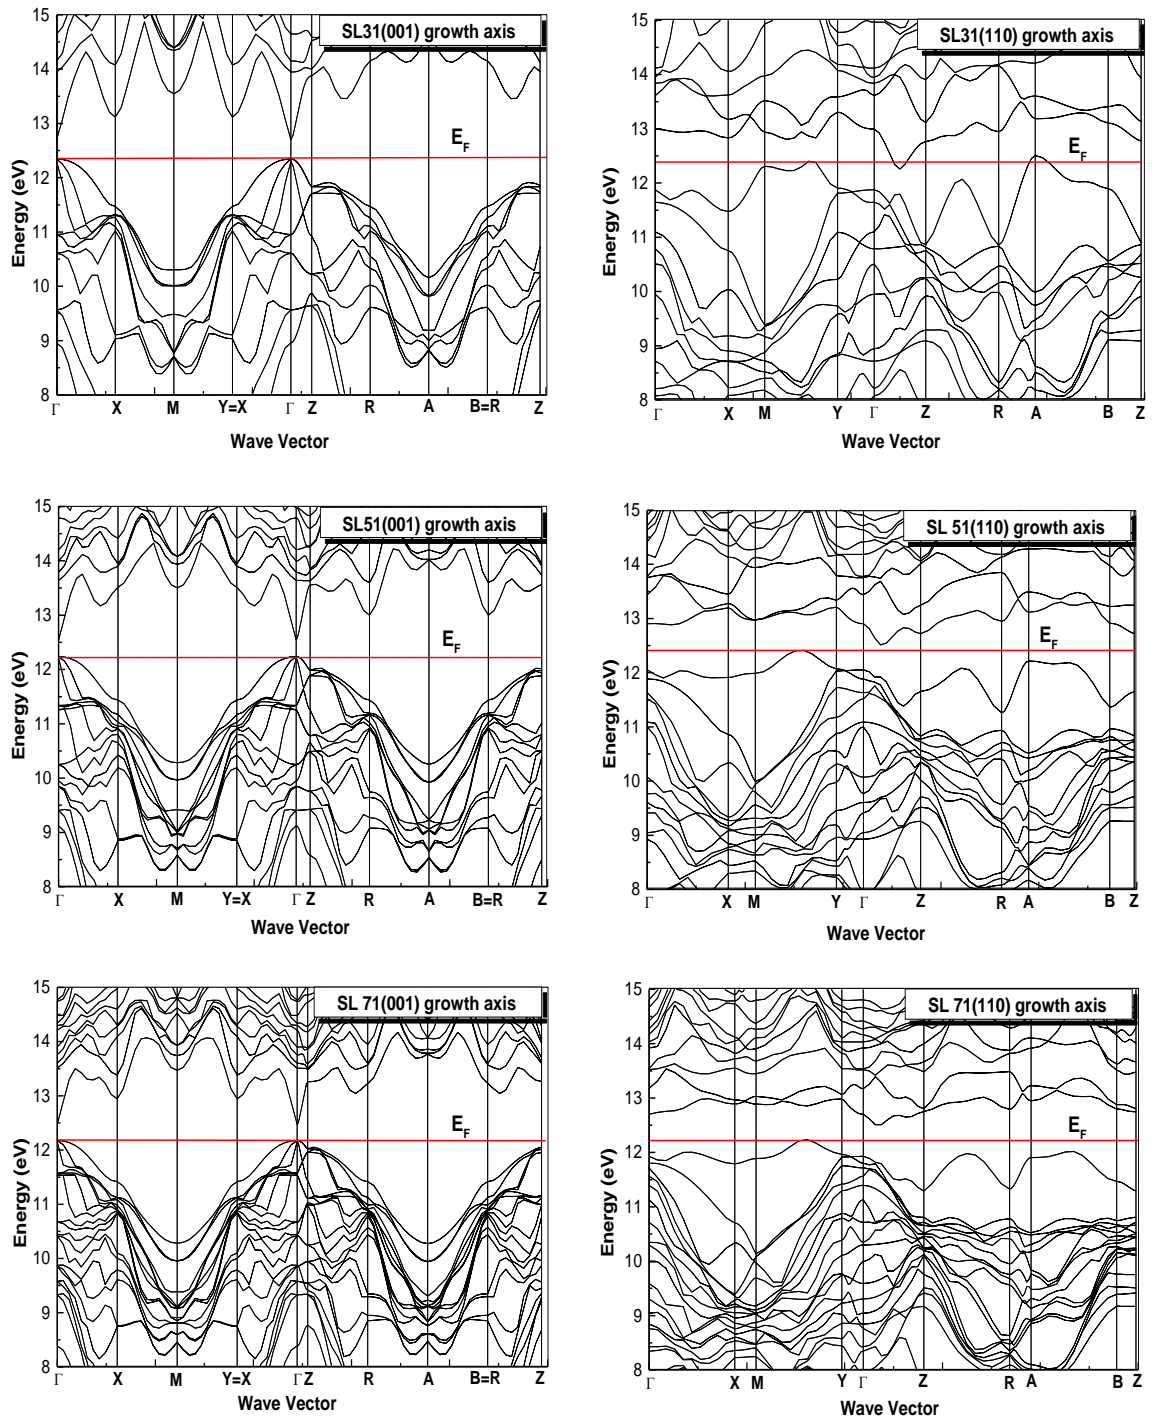 SL31(001) growth axis
15
14
13
12
11
10
9
8
Energy (eV)
E_F
Γ X M Y=X Γ Z R A B=R Z
Wave Vector
SL31(110) growth axis
15
14
13
12
11
10
9
8
Energy (eV)
E_F
Γ X M Y Γ Z R A B Z
Wave Vector
SL51(001) growth axis
15
14
13
12
11
10
9
8
Energy (eV)
E_F
Γ X M Y=X Γ Z R A B=R Z
Wave Vector
SL 51(110) growth axis
15
14
13
12
11
10
9
8
Energy (eV)
E_F
Γ X M Y Γ Z R A B Z
Wave Vector
SL 71(001) growth axis
15
14
13
12
11
10
9
8
Energy (eV)
E_F
Γ X M Y=X Γ Z R A B=R Z
Wave Vector
SL 71(110) growth axis
15
14
13
12
11
10
9
8
Energy (eV)
E_F
Γ X M Y Γ Z R A B Z
Wave Vector